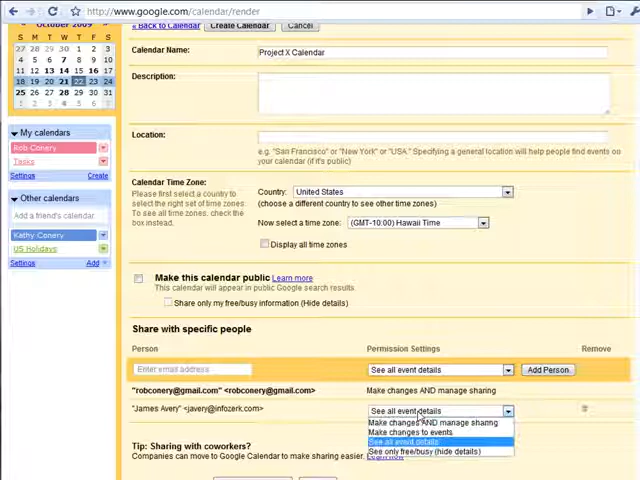 http://www.google.com/calendar/render
October 2009
« Back to Calendar
Create Calendar
Cancel
S M T W T F S
27 28 29 30 1 2 3
4 5 6 7 8 9 10
11 12 13 14 15 16 17
18 19 20 21 22 23 24
25 26 27 28 29 30 31
1 2 3 4 5 6 7
My calendars
Rob Conery
Tasks
Settings
Create
Other calendars
Add a friend's calendar
Kathy Conery
US Holidays
Settings
Add
Calendar Name:
Project X Calendar
Description:
Location:
e.g. "San Francisco" or "New York" or "USA." Specifying a general location will help people find events on
your calendar (if it's public)
Calendar Time Zone:
Please first select a country to
select the right set of time zones.
To see all time zones, check the
box instead.
Country:
United States
(choose a different country to see other time zones)
Now select a time zone:
(GMT-10:00) Hawaii Time
Display all time zones
Make this calendar public
Learn more
This calendar will appear in public Google search results.
Share only my free/busy information (Hide details)
Share with specific people
Person
Permission Settings
Remove
Enter email address
See all event details
Add Person
"robconery@gmail.com" <robconery@gmail.com>
Make changes AND manage sharing
"James Avery" <javery@infozerk.com>
See all event details
Make changes AND manage sharing
Make changes to events
See all event details
See only free/busy (hide details)
Tip: Sharing with coworkers?
Companies can move to Google Calendar to make sharing easier.
Learn more